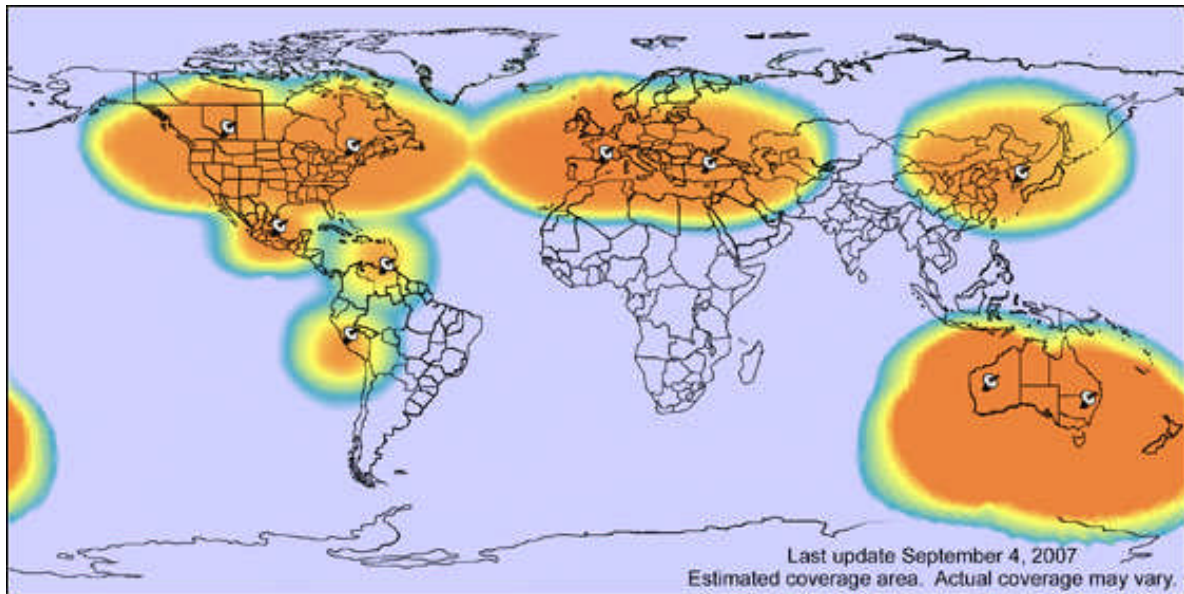 Last update September 4, 2007
Estimated coverage area.  Actual coverage may vary.